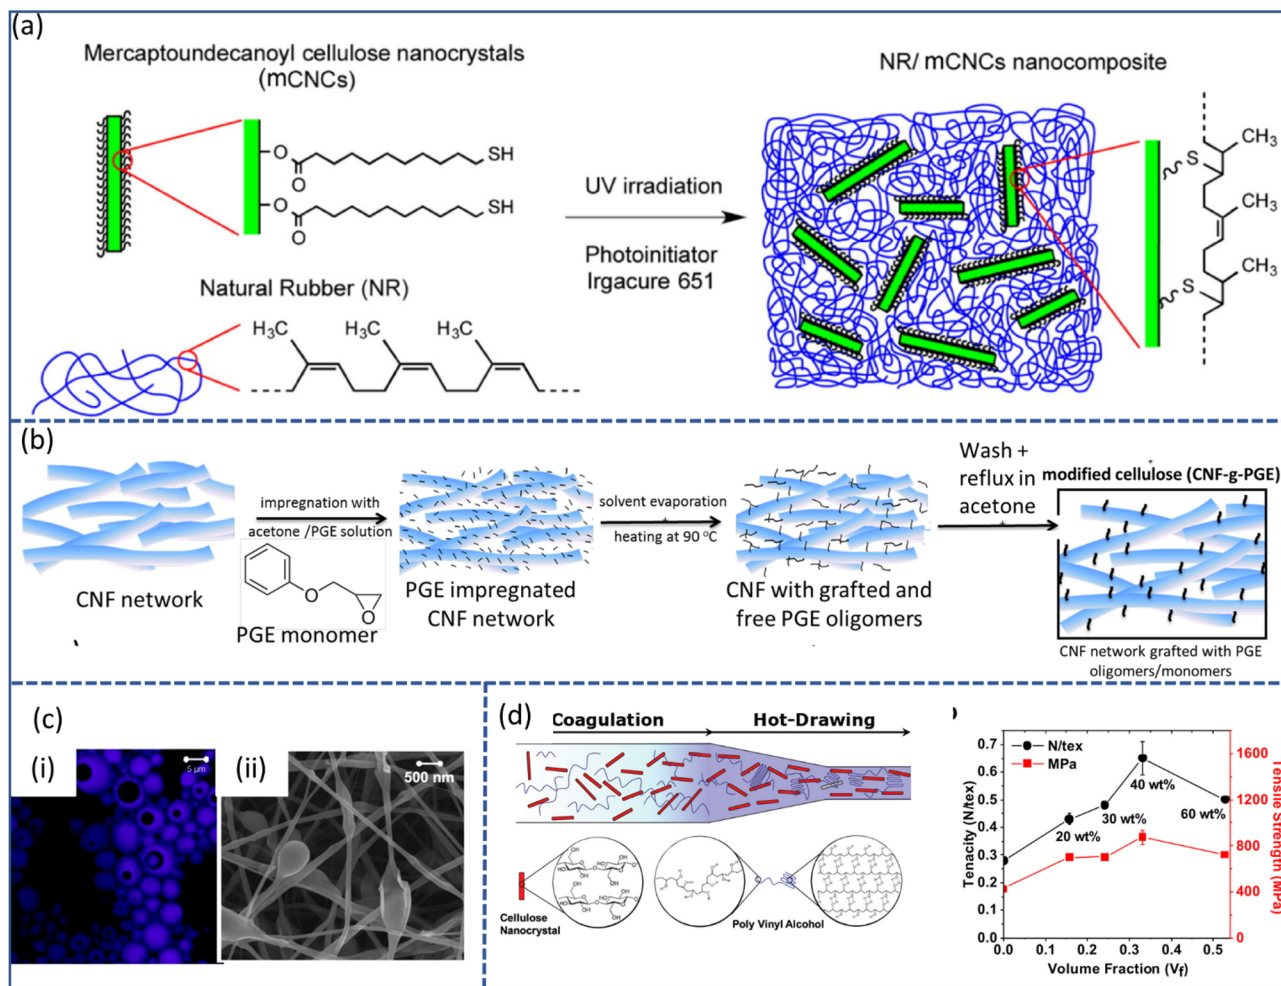 (a)
Mercaptoundecanoyl cellulose nanocrystals
(mCNCs)
O
O
SH
O
O
SH
Natural Rubber (NR)
H₃C
CH₃
CH₃
UV irradiation
Photoinitiator
Irgacure 651
NR/ mCNCs nanocomposite
CH₃
S
CH₃
S
CH₃
(b)
CNF network
impregnation with
acetone /PGE solution
O
O
PGE monomer
PGE impregnated
CNF network
solvent evaporation
heating at 90 °C
CNF with grafted and
free PGE oligomers
Wash +
reflux in
acetone
modified cellulose (CNF-g-PGE)
CNF network grafted with PGE
oligomers/monomers
(c)
(i)
5 µm
(ii)
500 nm
(d)
Coagulation
Hot-Drawing
Cellulose
Nanocrystal
Poly Vinyl Alcohol
Tenacity (N/tex)
0.7
0.6
0.5
0.4
0.3
0.2
0.1
0.0
N/tex
MPa
20 wt%
30 wt%
40 wt%
60 wt%
1600
1200
800
400
0
Tensile Strength (MPa)
0.0 0.1 0.2 0.3 0.4 0.5
Volume Fraction (Vf)